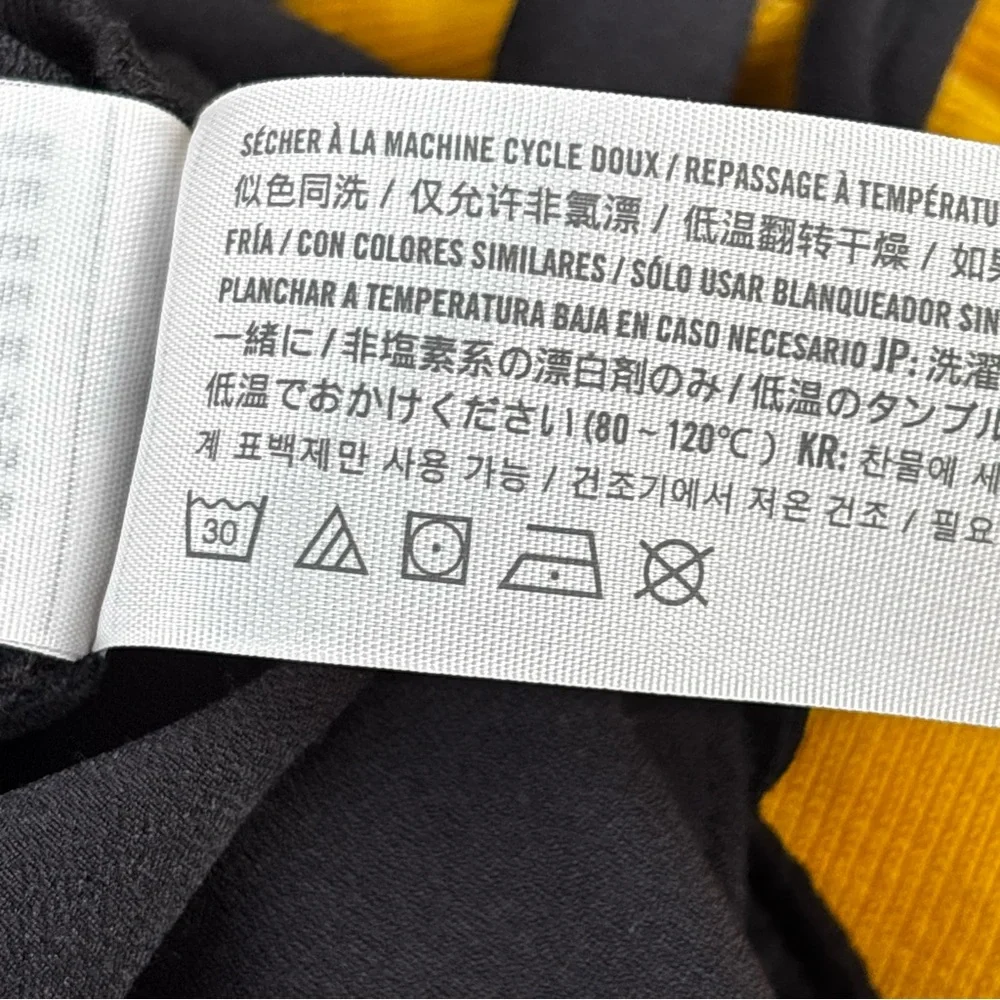 SÉCHER À LA MACHINE CYCLE DOUX / REPASSAGE À TEMPÉRATU
似色同洗 / 仅允许非氯漂 / 低温翻转干燥 / 如果
FRÍA / CON COLORES SIMILARES / SÓLO USAR BLANQUEADOR SIN
PLANCHAR A TEMPERATURA BAJA EN CASO NECESARIO JP: 洗濯
一緒に / 非塩素系の漂白剤のみ / 低温のタンブル
低温でおかけください (80 ~ 120℃ ) KR: 찬물에 세
계 표백제만 사용 가능 / 건조기에서 저온 건조 / 필요
30